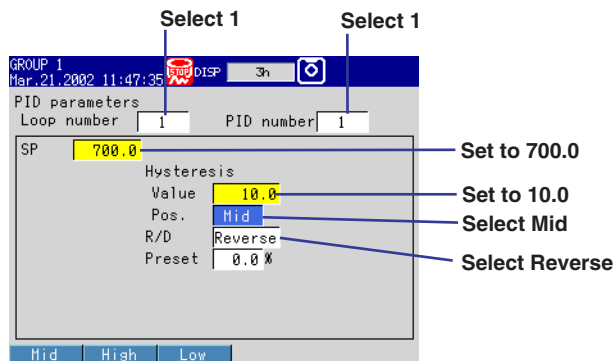 Select 1
Select 1
GROUP 1
Mar.21.2002 11:47:35 STOP DISP 3h
PID parameters
Loop number 1 PID number 1
SP 700.0
Set to 700.0
Hysteresis
Value 10.0
Set to 10.0
Pos. Mid
Select Mid
R/D Reverse
Select Reverse
Preset 0.0 %
Mid High Low